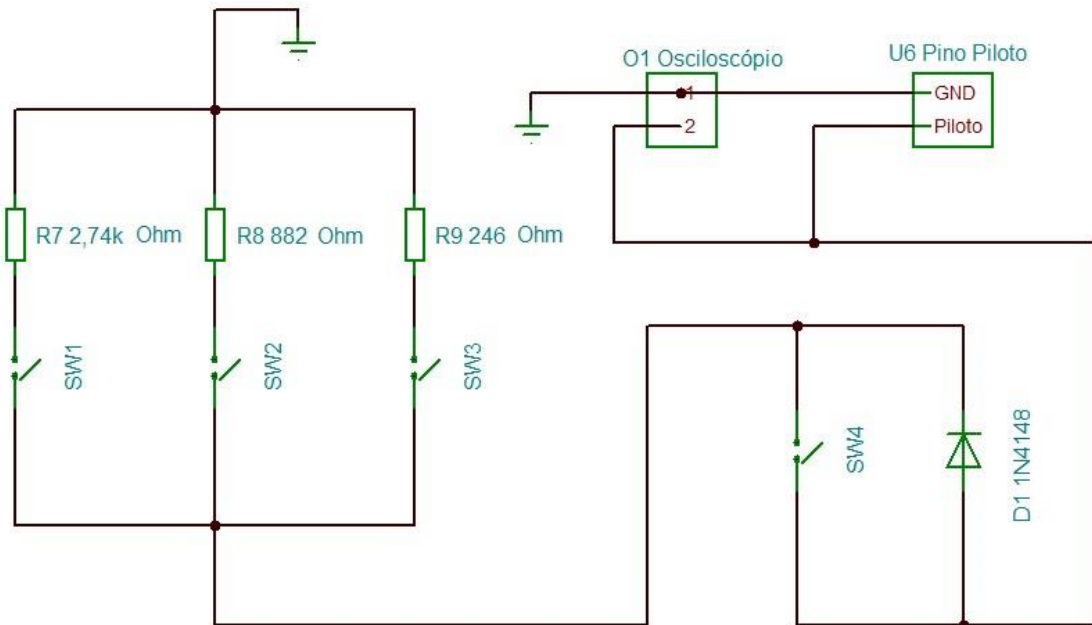 O1 Osciloscópio
U6 Pino Piloto
1
GND
2
Piloto
R7 2,74k Ohm
R8 882 Ohm
R9 246 Ohm
SW1
SW2
SW3
SW4
D1 1N4148